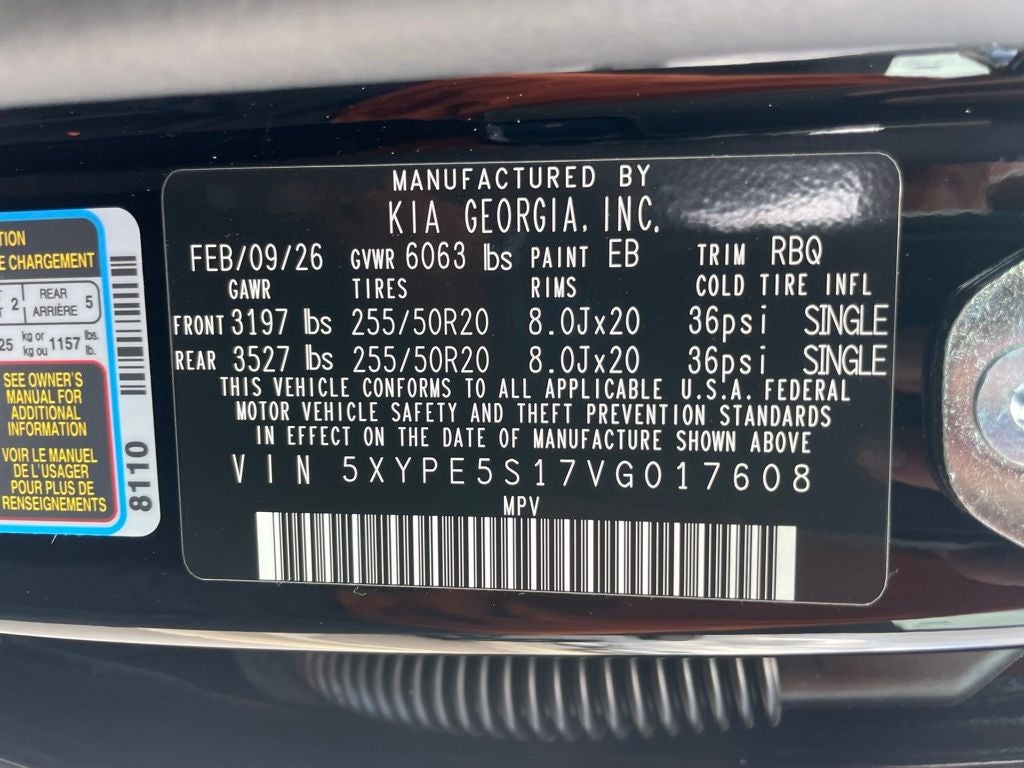 MANUFACTURED BY
KIA GEORGIA, INC.
FEB/09/26 GVWR 6063 lbs PAINT EB TRIM RBQ
GAWR TIRES RIMS COLD TIRE INFL
FRONT 3197 lbs 255/50R20 8.0Jx20 36psi SINGLE
REAR 3527 lbs 255/50R20 8.0Jx20 36psi SINGLE
THIS VEHICLE CONFORMS TO ALL APPLICABLE U.S.A. FEDERAL
MOTOR VEHICLE SAFETY AND THEFT PREVENTION STANDARDS
IN EFFECT ON THE DATE OF MANUFACTURE SHOWN ABOVE
VIN 5XYPE5S17VG017608
MPV
CHARGEMENT
2 REAR 5
ARRIÈRE
25 kg or 1157 lbs.
kg ou lb.
SEE OWNER'S
MANUAL FOR
ADDITIONAL
INFORMATION
VOIR LE MANUEL
DE L'USAGER
POUR PLUS DE
RENSEIGNEMENTS
8110